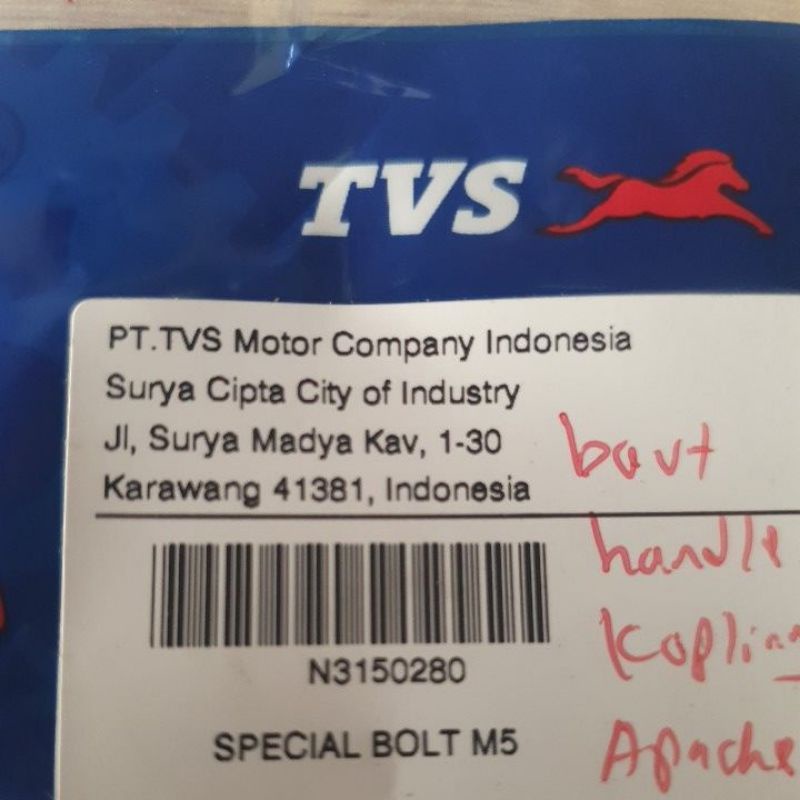 TVS
PT.TVS Motor Company Indonesia
Surya Cipta City of Industry
Jl, Surya Madya Kav, 1-30
Karawang 41381, Indonesia
baut
handle
Kopling
N3150280
SPECIAL BOLT M5
Apache